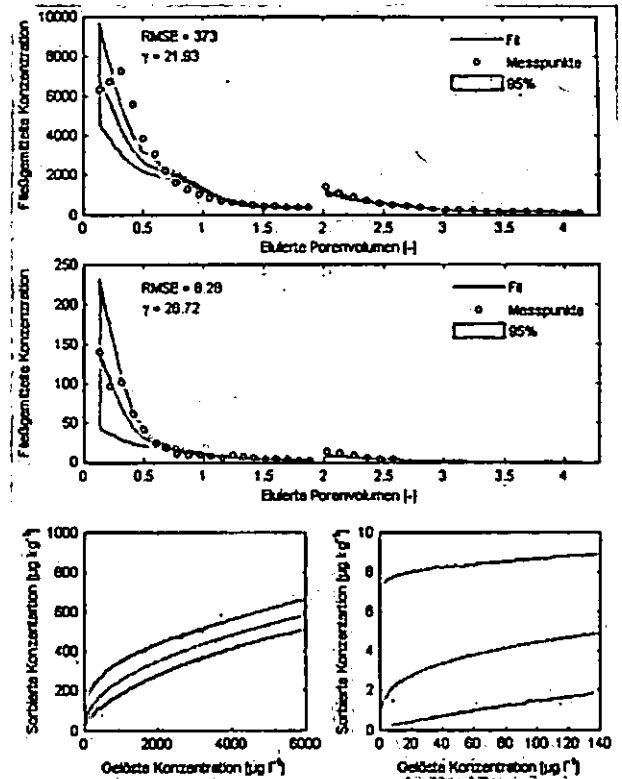 10000
8000
6000
4000
2000
0
Fließgemittelte Konzentration
RMSE = 373
γ = 21.93
Fit
Messpunkte
95%
0 0.5 1 1.5 2 2.5 3 3.5 4
Eluierte Porenvolumen [-]
250
200
150
100
50
0
Fließgemittelte Konzentration
RMSE = 8.28
γ = 28.72
Fit
Messpunkte
95%
0 0.5 1 1.5 2 2.5 3 3.5 4
Eluierte Porenvolumen [-]
1000
800
600
400
200
0
Sorbierte Konzentartion [µg kg⁻¹]
0 2000 4000 6000
Gelöste Konzentration [µg l⁻¹]
10
8
6
4
2
0
Sorbierte Konzentartion [µg kg⁻¹]
0 20 40 60 80 100 120 140
Gelöste Konzentration [µg l⁻¹]